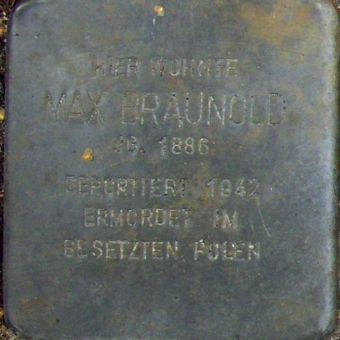 HIER WOHNTE
MAX BRAUNOLD
JG. 1886
DEPORTIERT 1942
ERMORDET IM
BESETZTEN POLEN